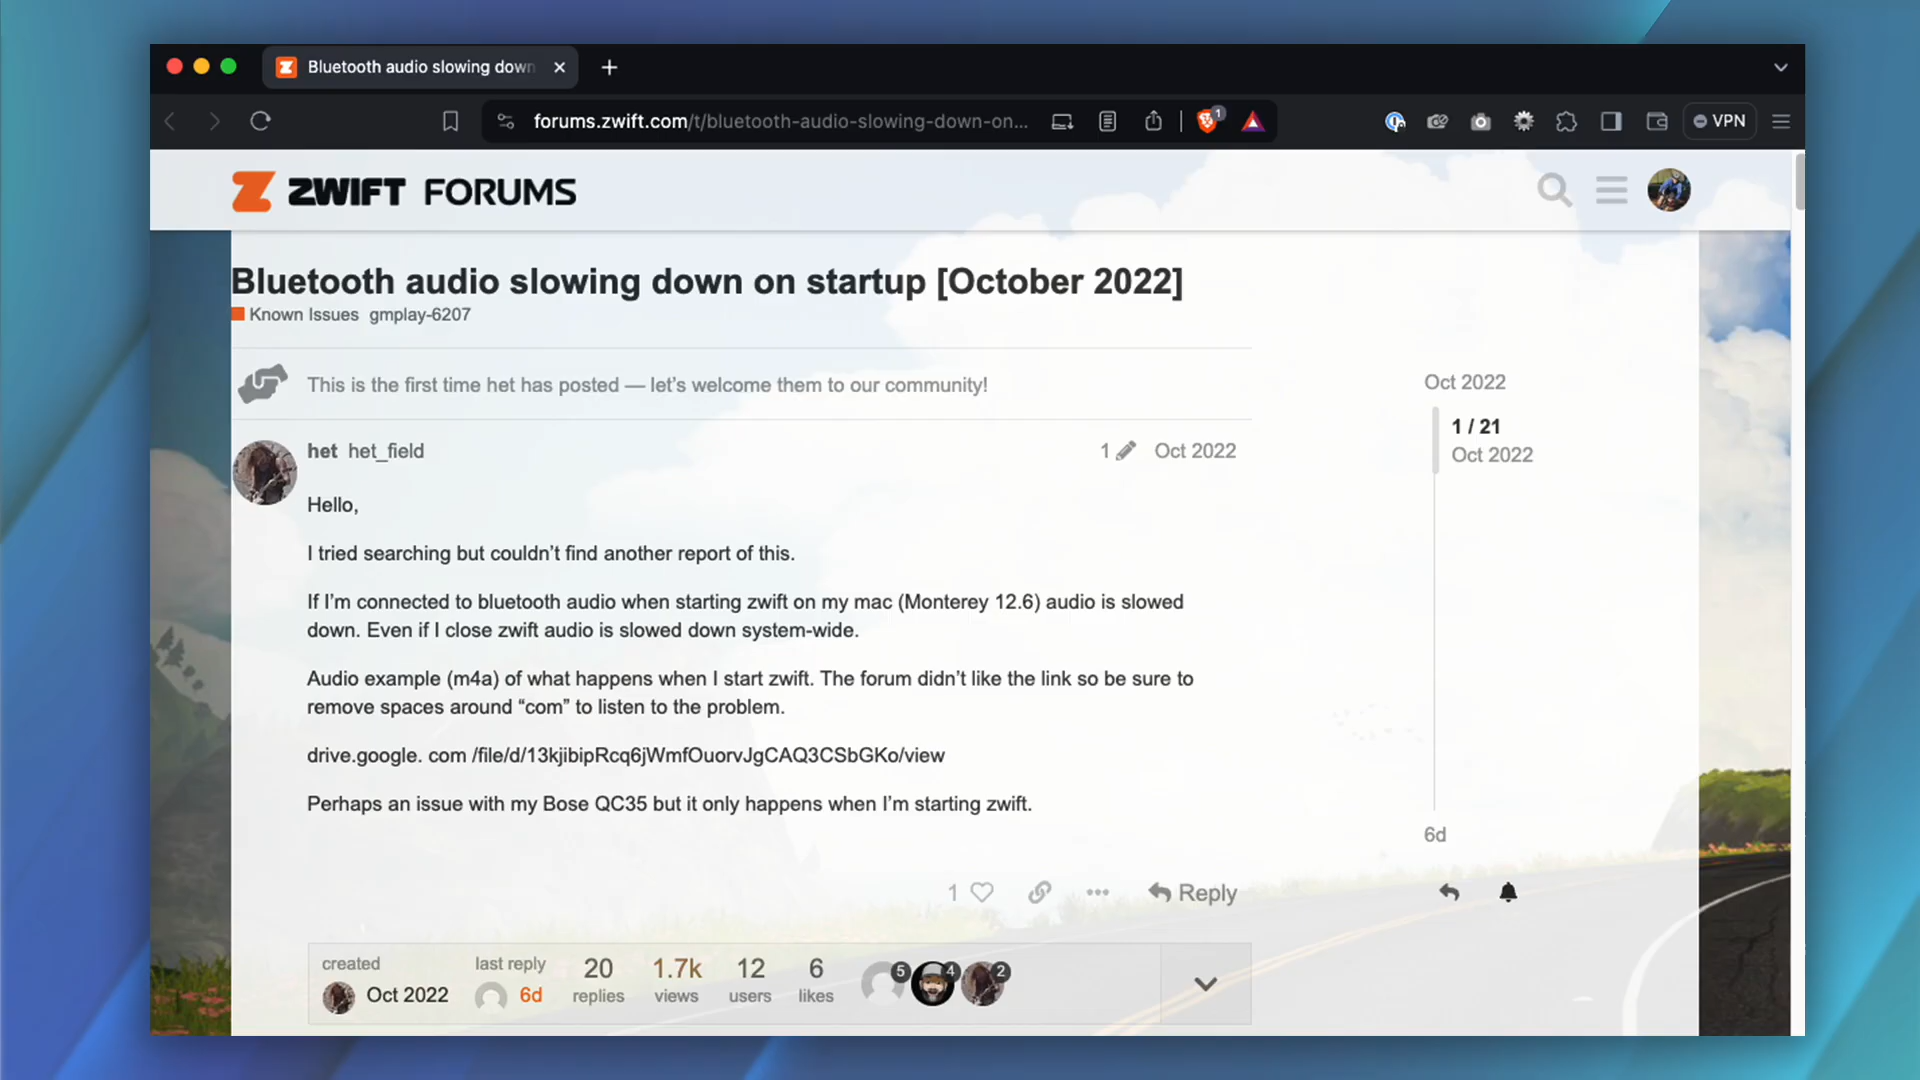 Bluetooth audio slowing down
forums.zwift.com/t/bluetooth-audio-slowing-down-on...
1
VPN
ZWIFT FORUMS
Bluetooth audio slowing down on startup [October 2022]
Known Issues gmplay-6207
This is the first time het has posted — let’s welcome them to our community!
Oct 2022
1 / 21
Oct 2022
het het_field
1
Oct 2022
Hello,
I tried searching but couldn’t find another report of this.
If I’m connected to bluetooth audio when starting zwift on my mac (Monterey 12.6) audio is slowed
down. Even if I close zwift audio is slowed down system-wide.
Audio example (m4a) of what happens when I start zwift. The forum didn’t like the link so be sure to
remove spaces around “com” to listen to the problem.
drive.google. com /file/d/13kjibipRcq6jWmfOuorvJgCAQ3CSbGKo/view
Perhaps an issue with my Bose QC35 but it only happens when I’m starting zwift.
6d
1
Reply
created
Oct 2022
last reply
6d
20
replies
1.7k
views
12
users
6
likes
5
4
2